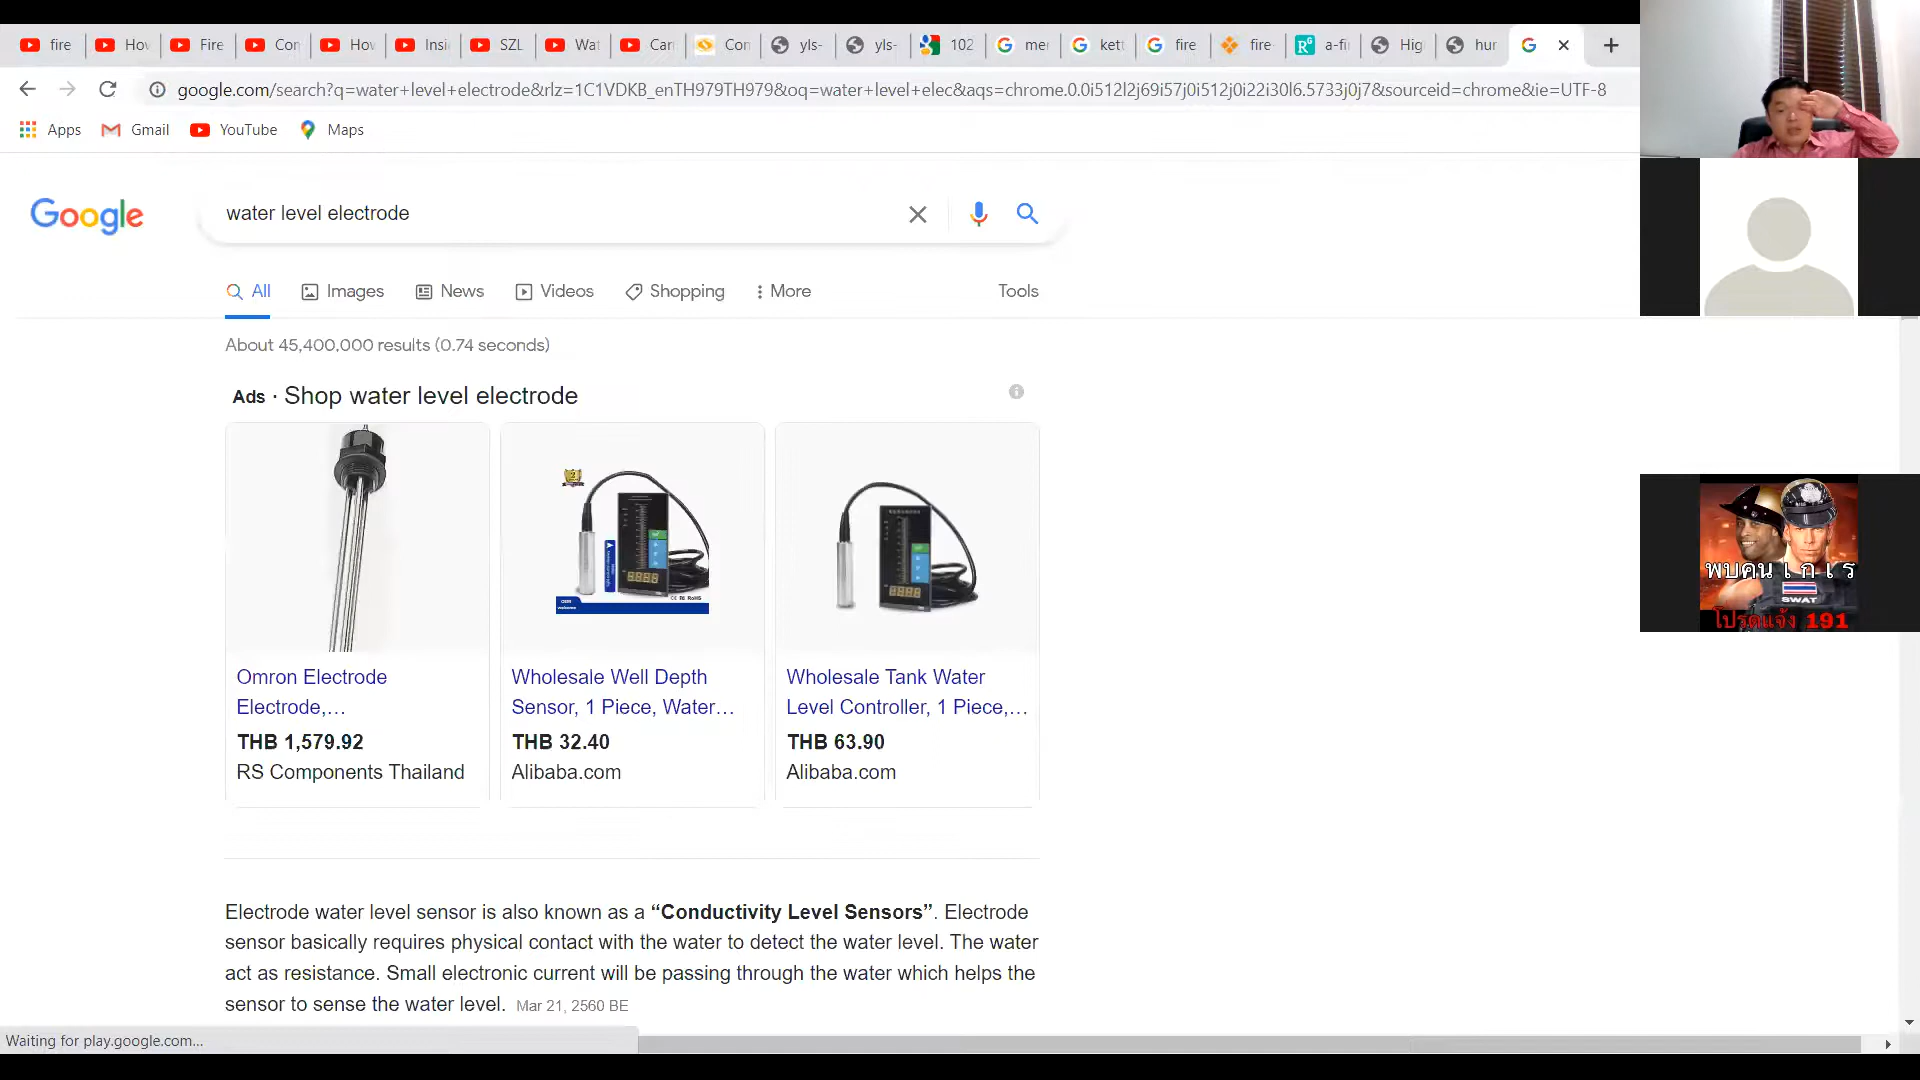 fire
Hov
Fire
Con
Hov
Insi
SZL
Wat
Car
Con
yls-
yls-
102
mer
kett
fire
fire
a-fi
Hig
hur
google.com/search?q=water+level+electrode&rlz=1C1VDKB_enTH979TH979&oq=water+level+elec&aqs=chrome.0.0i512l2j69i57j0i512j0i22i30l6.5733j0j7&sourceid=chrome&ie=UTF-8
Apps
Gmail
YouTube
Maps
Google
water level electrode
All
Images
News
Videos
Shopping
More
Tools
About 45,400,000 results (0.74 seconds)
Ads · Shop water level electrode
Omron Electrode
Electrode,...
THB 1,579.92
RS Components Thailand
Wholesale Well Depth
Sensor, 1 Piece, Water...
THB 32.40
Alibaba.com
Wholesale Tank Water
Level Controller, 1 Piece,...
THB 63.90
Alibaba.com
Electrode water level sensor is also known as a “Conductivity Level Sensors”. Electrode
sensor basically requires physical contact with the water to detect the water level. The water
act as resistance. Small electronic current will be passing through the water which helps the
sensor to sense the water level. Mar 21, 2560 BE
Waiting for play.google.com...
พบคน เ ก เ ร
SWAT
โปรดแจ้ง 191